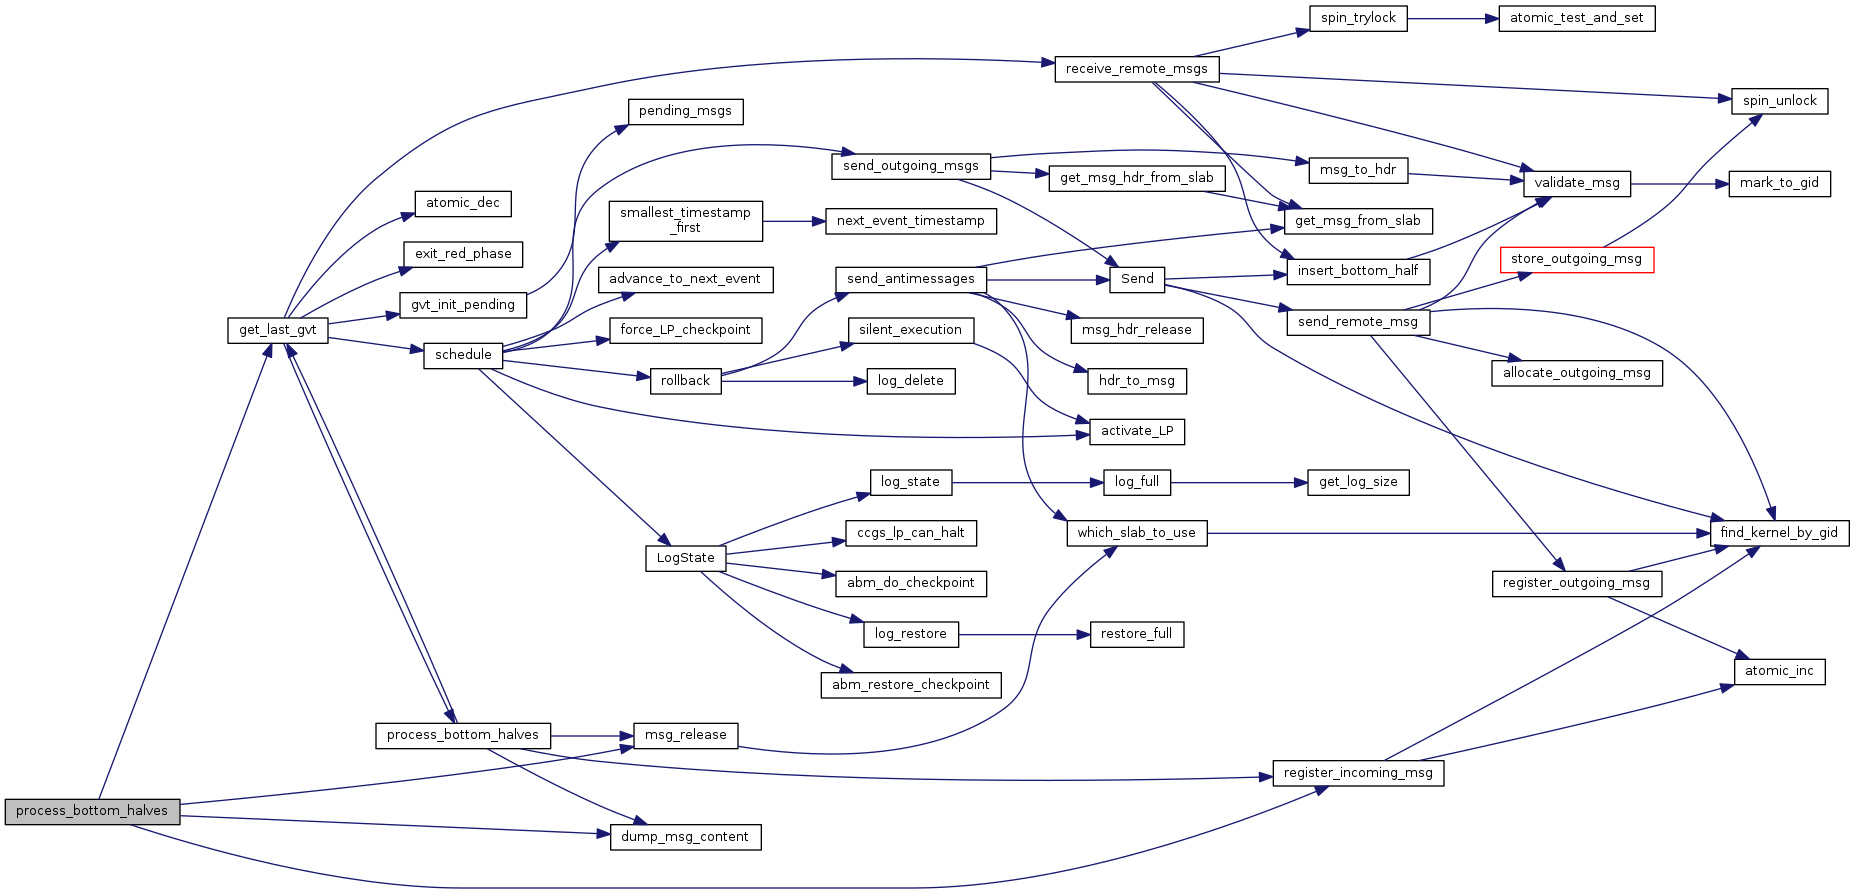 spin_trylock
atomic_test_and_set
receive_remote_msgs
spin_unlock
pending_msgs
send_outgoing_msgs
msg_to_hdr
get_msg_hdr_from_slab
validate_msg
mark_to_gid
atomic_dec
smallest_timestamp
_first
next_event_timestamp
get_msg_from_slab
exit_red_phase
store_outgoing_msg
advance_to_next_event
send_antimessages
Send
insert_bottom_half
gvt_init_pending
get_last_gvt
force_LP_checkpoint
silent_execution
msg_hdr_release
send_remote_msg
schedule
rollback
log_delete
hdr_to_msg
allocate_outgoing_msg
activate_LP
log_state
log_full
get_log_size
ccgs_lp_can_halt
which_slab_to_use
find_kernel_by_gid
LogState
abm_do_checkpoint
register_outgoing_msg
log_restore
restore_full
abm_restore_checkpoint
atomic_inc
process_bottom_halves
msg_release
register_incoming_msg
process_bottom_halves
dump_msg_content